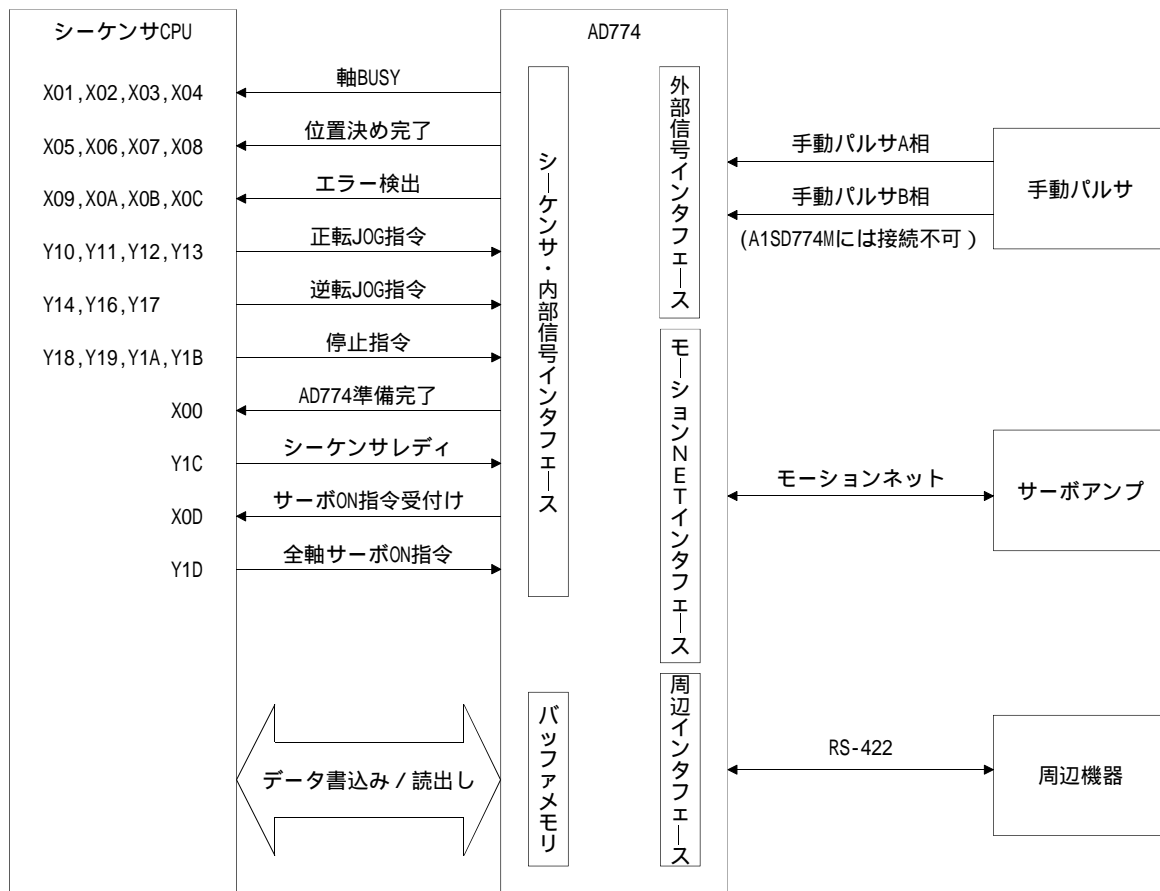 シーケンサCPU
AD774
軸BUSY
X01,X02,X03,X04
位置決め完了
X05,X06,X07,X08
エラー検出
X09,X0A,X0B,X0C
正転JOG指令
Y10,Y11,Y12,Y13
逆転JOG指令
Y14,Y16,Y17
停止指令
Y18,Y19,Y1A,Y1B
AD774準備完了
X00
シーケンサレディ
Y1C
サーボON指令受付け
X0D
全軸サーボON指令
Y1D
データ書込み / 読出し
シーケンサ・内部信号インタフェース
バッファメモリ
外部信号インタフェース
モーションNETインタフェース
周辺インタフェース
手動パルサA相
手動パルサB相
(A1SD774Mには接続不可)
手動パルサ
モーションネット
サーボアンプ
RS-422
周辺機器